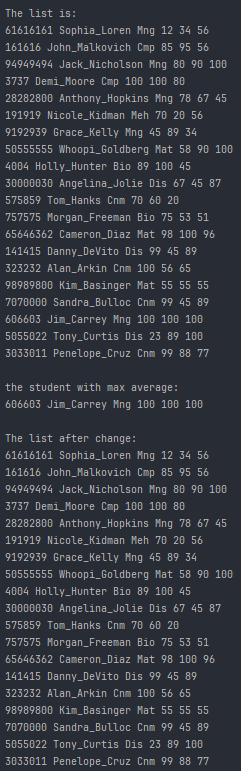 The list is:
61616161 Sophia_Loren Mng 12 34 56
161616 John_Malkovich Cmp 85 95 56
94949494 Jack_Nicholson Mng 80 90 100
3737 Demi_Moore Cmp 100 100 80
28282800 Anthony_Hopkins Mng 78 67 45
191919 Nicole_Kidman Meh 70 20 56
9192939 Grace_Kelly Mng 45 89 34
50555555 Whoopi_Goldberg Mat 58 90 100
4004 Holly_Hunter Bio 89 100 45
30000030 Angelina_Jolie Dis 67 45 87
575859 Tom_Hanks Cnm 70 60 20
757575 Morgan_Freeman Bio 75 53 51
65646362 Cameron_Diaz Mat 98 100 96
141415 Danny_DeVito Dis 99 45 89
323232 Alan_Arkin Cnm 100 56 65
98989800 Kim_Basinger Mat 55 55 55
7070000 Sandra_Bulloc Cnm 99 45 89
606603 Jim_Carrey Mng 100 100 100
5055022 Tony_Curtis Dis 23 89 100
3033011 Penelope_Cruz Cnm 99 88 77
the student with max average:
606603 Jim_Carrey Mng 100 100 100
The list after change:
61616161 Sophia_Loren Mng 12 34 56
161616 John_Malkovich Cmp 85 95 56
94949494 Jack_Nicholson Mng 80 90 100
3737 Demi_Moore Cmp 100 100 80
28282800 Anthony_Hopkins Mng 78 67 45
191919 Nicole_Kidman Meh 70 20 56
9192939 Grace_Kelly Mng 45 89 34
50555555 Whoopi_Goldberg Mat 58 90 100
4004 Holly_Hunter Bio 89 100 45
30000030 Angelina_Jolie Dis 67 45 87
575859 Tom_Hanks Cnm 70 60 20
757575 Morgan_Freeman Bio 75 53 51
65646362 Cameron_Diaz Mat 98 100 96
141415 Danny_DeVito Dis 99 45 89
323232 Alan_Arkin Cnm 100 56 65
98989800 Kim_Basinger Mat 55 55 55
7070000 Sandra_Bulloc Cnm 99 45 89
5055022 Tony_Curtis Dis 23 89 100
3033011 Penelope_Cruz Cnm 99 88 77